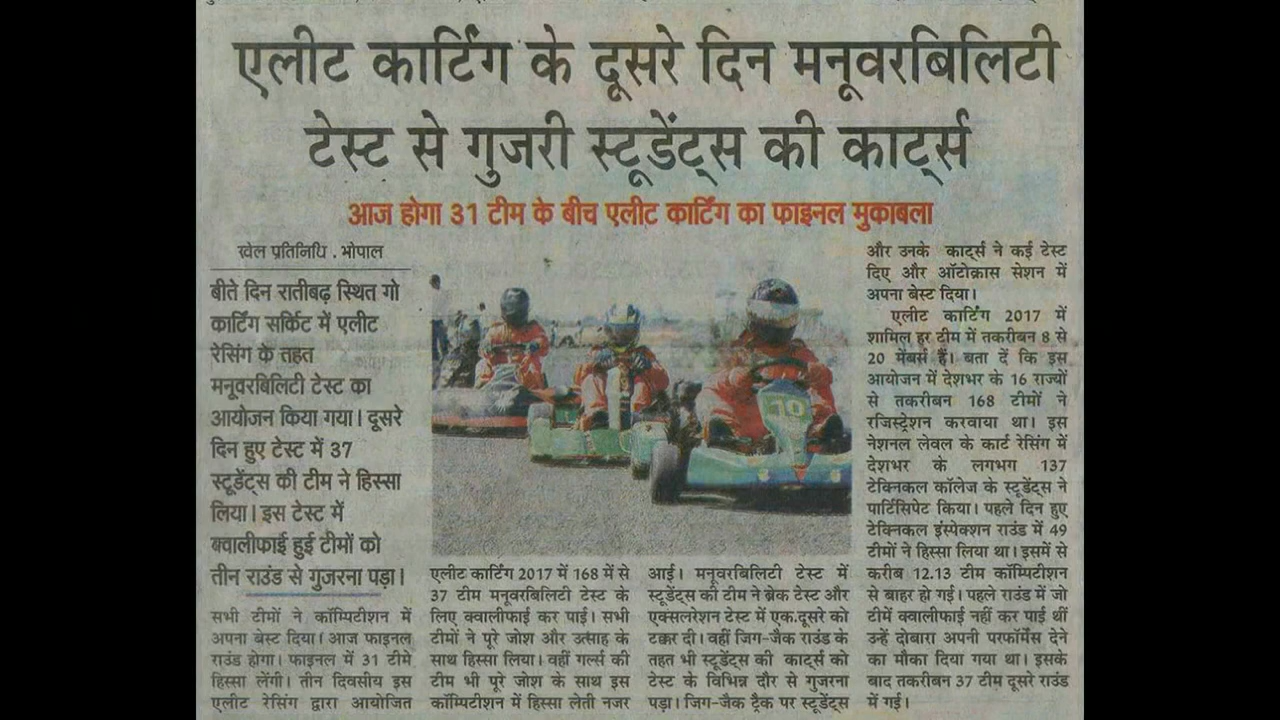 एलीट कार्टिंग के दूसरे दिन मनूवरबिलिटी
टेस्ट से गुजरी स्टूडेंट्स की कार्ट्स
आज होगा 31 टीम के बीच एलीट कार्टिंग का फाइनल मुकाबला
खेल प्रतिनिधि . भोपाल
बीते दिन रातीबढ़ स्थित गो
कार्टिंग सर्किट में एलीट
रेसिंग के तहत
मनूवरबिलिटी टेस्ट का
आयोजन किया गया। दूसरे
दिन हुए टेस्ट में 37
स्टूडेंट्स की टीम ने हिस्सा
लिया। इस टेस्ट में
क्वालीफाई हुई टीमों को
तीन राउंड से गुजरना पड़ा।
सभी टीमों ने कॉम्पिटीशन में
अपना बेस्ट दिया। आज फाइनल
राउंड होगा। फाइनल में 31 टीमे
हिस्सा लेंगी। तीन दिवसीय इस
एलीट रेसिंग द्वारा आयोजित
एलीट कार्टिंग 2017 में 168 में से
37 टीम मनूवरबिलिटी टेस्ट के
लिए क्वालीफाई कर पाई। सभी
टीमों ने पूरे जोश और उत्साह के
साथ हिस्सा लिया। वहीं गर्ल्स की
टीम भी पूरे जोश के साथ इस
कॉम्पिटीशन में हिस्सा लेती नजर
आई। मनूवरबिलिटी टेस्ट में
स्टूडेंट्स की टीम ने ब्रेक टेस्ट और
एक्सलरेशन टेस्ट में एक.दूसरे को
टक्कर दी। वहीं जिग-जैक राउंड के
तहत भी स्टूडेंट्स की कार्ट्स को
टेस्ट के विभिन्न दौर से गुजरना
पड़ा। जिग-जैक ट्रैक पर स्टूडेंट्स
और उनके कार्ट्स ने कई टेस्ट
दिए और ऑटोक्रास सेशन में
अपना बेस्ट दिया।
एलीट कार्टिंग 2017 में
शामिल हर टीम में तकरीबन 8 से
20 मेंबर्स हैं। बता दें कि इस
आयोजन में देशभर के 16 राज्यों
से तकरीबन 168 टीमों ने
रजिस्ट्रेशन करवाया था। इस
नेशनल लेवल के कार्ट रेसिंग में
देशभर के लगभग 137
टेक्निकल कॉलेज के स्टूडेंट्स ने
पार्टिसिपेट किया। पहले दिन हुए
टेक्निकल इंस्पेक्शन राउंड में 49
टीमों ने हिस्सा लिया था। इसमें से
करीब 12.13 टीम कॉम्पिटीशन
से बाहर हो गई। पहले राउंड में जो
टीमें क्वालीफाई नहीं कर पाई थीं
उन्हें दोबारा अपनी परफॉर्मेंस देने
का मौका दिया गया था। इसके
बाद तकरीबन 37 टीम दूसरे राउंड
में गई।
10